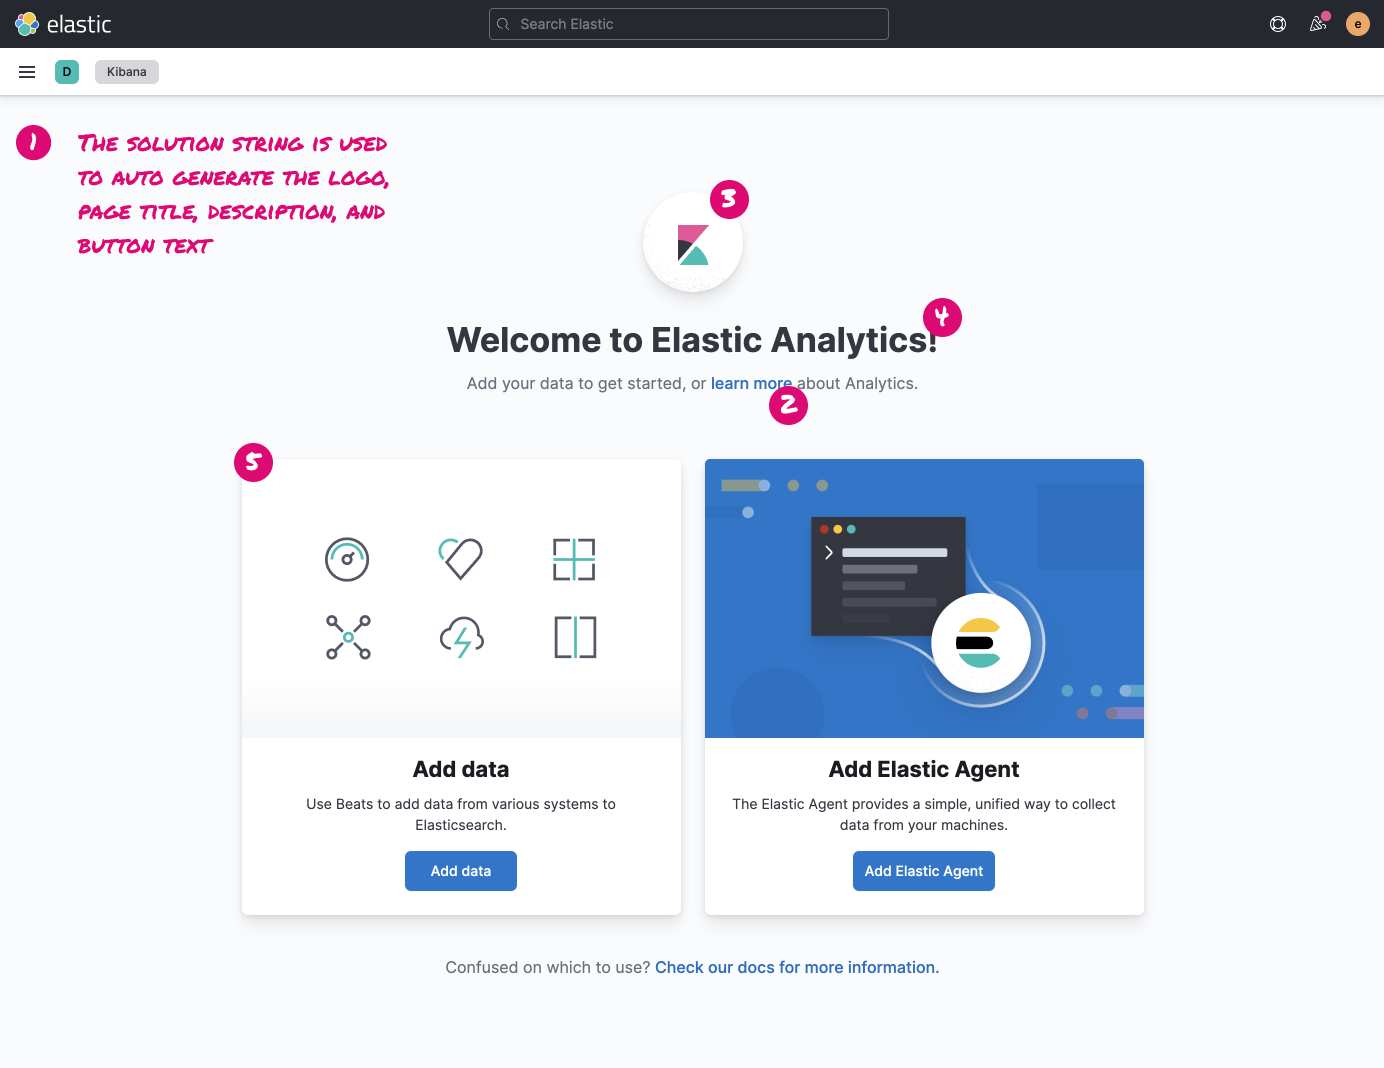 elastic
Search Elastic
e
D
Kibana
1
THE SOLUTION STRING IS USED
TO AUTO GENERATE THE LOGO,
PAGE TITLE, DESCRIPTION, AND
BUTTON TEXT
3
4
Welcome to Elastic Analytics!
Add your data to get started, or learn more about Analytics.
2
5
Add data
Use Beats to add data from various systems to
Elasticsearch.
Add data
Add Elastic Agent
The Elastic Agent provides a simple, unified way to collect
data from your machines.
Add Elastic Agent
Confused on which to use? Check our docs for more information.